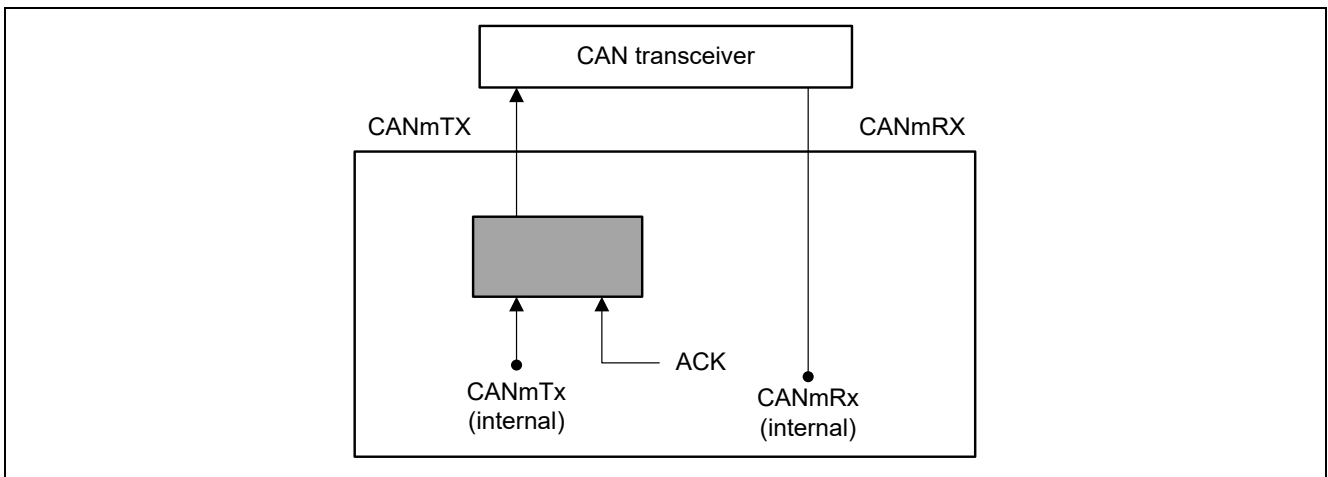 CAN transceiver
CANmTX
CANmRX
ACK
CANmTx
(internal)
CANmRx
(internal)